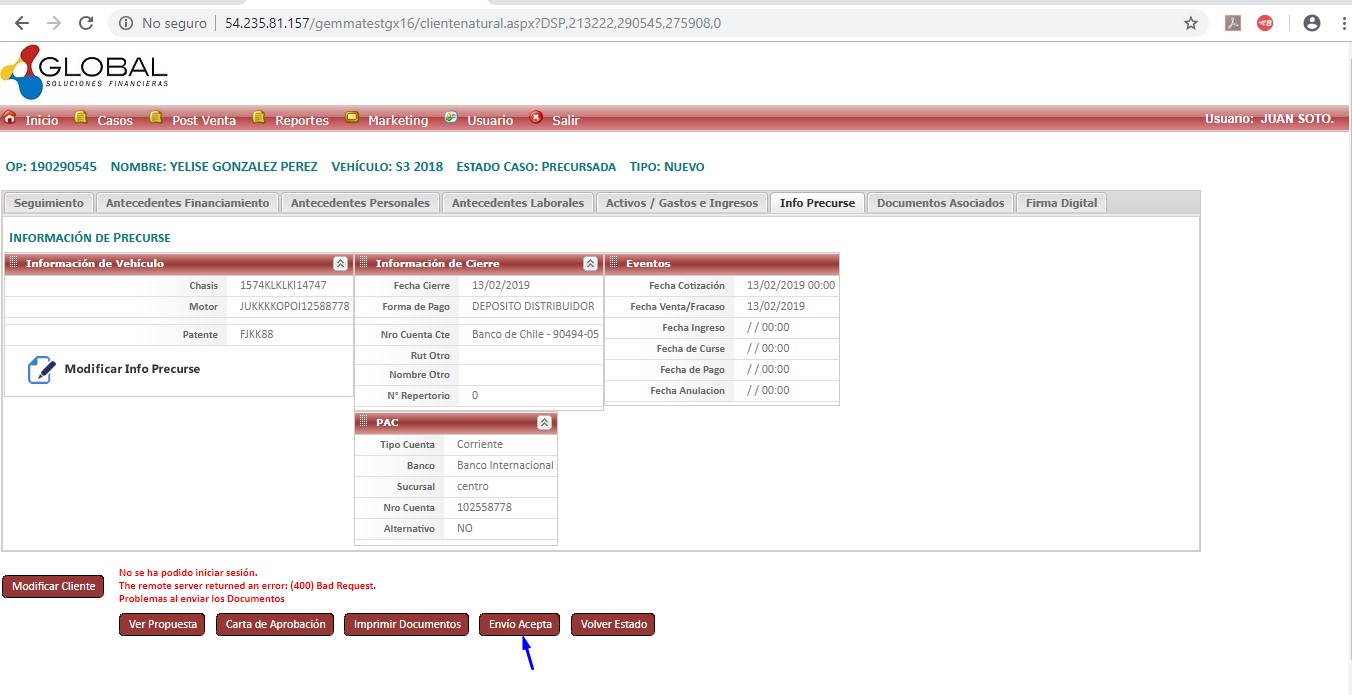 No seguro | 54.235.81.157/gemmatestgx16/clientenatural.aspx?DSP,213222,290545,275908,0
GLOBAL
SOLUCIONES FINANCIERAS
Inicio Casos Post Venta Reportes Marketing Usuario Salir Usuario: JUAN SOTO.
OP: 190290545 NOMBRE: YELISE GONZALEZ PEREZ VEHÍCULO: S3 2018 ESTADO CASO: PRECURSADA TIPO: NUEVO
Seguimiento Antecedentes Financiamiento Antecedentes Personales Antecedentes Laborales Activos / Gastos e Ingresos Info Precurse Documentos Asociados Firma Digital
INFORMACIÓN DE PRECURSE
Información de Vehículo
Chasis 1574KLKLKI14747
Motor JUKKKKOPOI12588778
Patente FJKK88
Modificar Info Precurse
Información de Cierre
Fecha Cierre 13/02/2019
Forma de Pago DEPOSITO DISTRIBUIDOR
Nro Cuenta Cte Banco de Chile - 90494-05
Rut Otro
Nombre Otro
N° Repertorio 0
Eventos
Fecha Cotización 13/02/2019 00:00
Fecha Venta/Fracaso 13/02/2019
Fecha Ingreso / / 00:00
Fecha de Curse / / 00:00
Fecha de Pago / / 00:00
Fecha Anulacion / / 00:00
PAC
Tipo Cuenta Corriente
Banco Banco Internacional
Sucursal centro
Nro Cuenta 102558778
Alternativo NO
Modificar Cliente
No se ha podido iniciar sesión.
The remote server returned an error: (400) Bad Request.
Problemas al enviar los Documentos
Ver Propuesta Carta de Aprobación Imprimir Documentos Envío Acepta Volver Estado